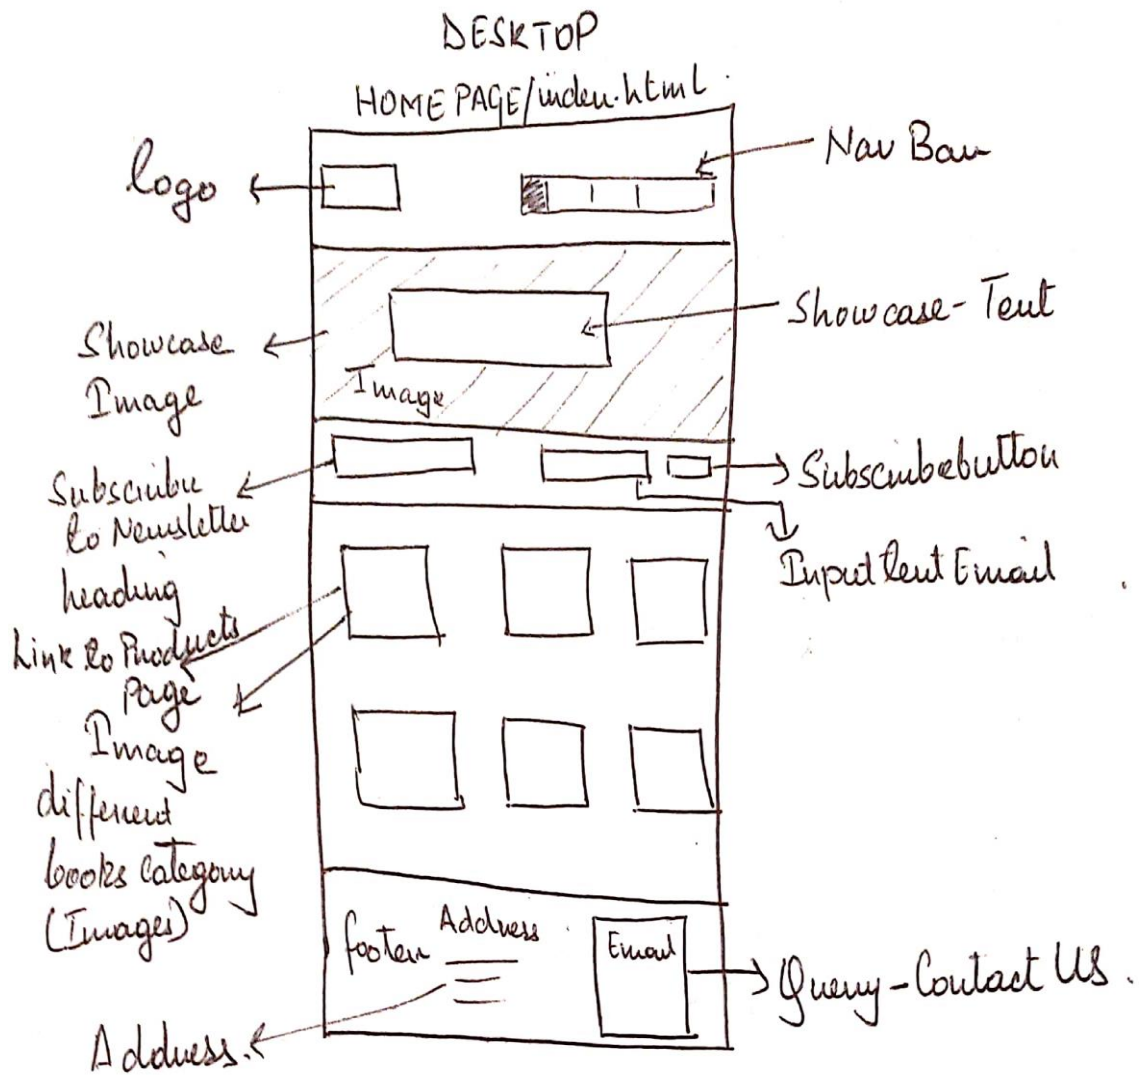 DESKTOP
HOME PAGE/index.html
logo
Nav Bar
Showcase
Image
Showcase-Text
Image
Subscribe
to Newsletter
heading
Subscribebutton
Input text Email
Link to Products
Page
Image
different
books category
(Images)
footer
Address
Email
Query-Contact Us.
Address.